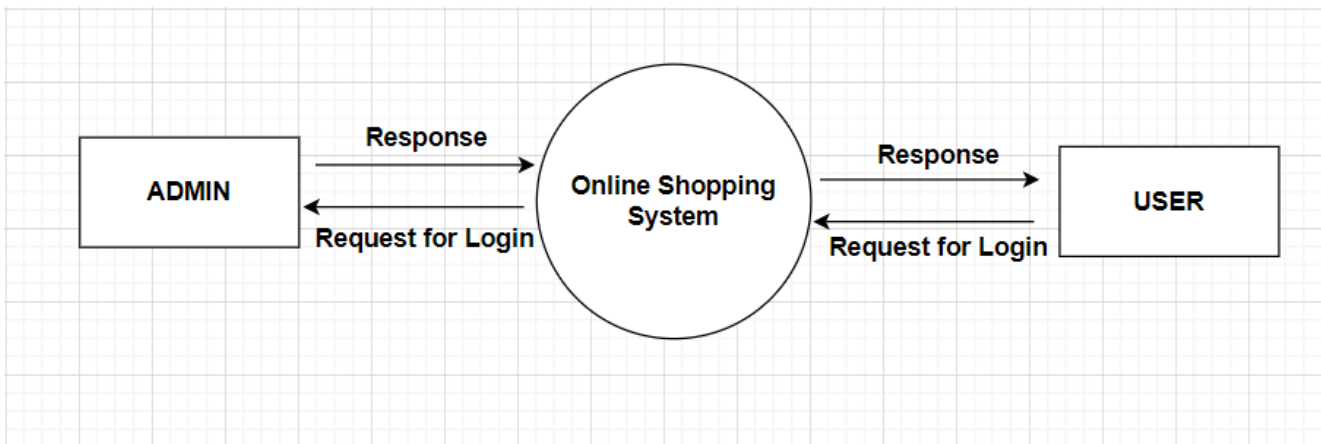 Response
ADMIN
Request for Login
Online Shopping
System
Response
USER
Request for Login